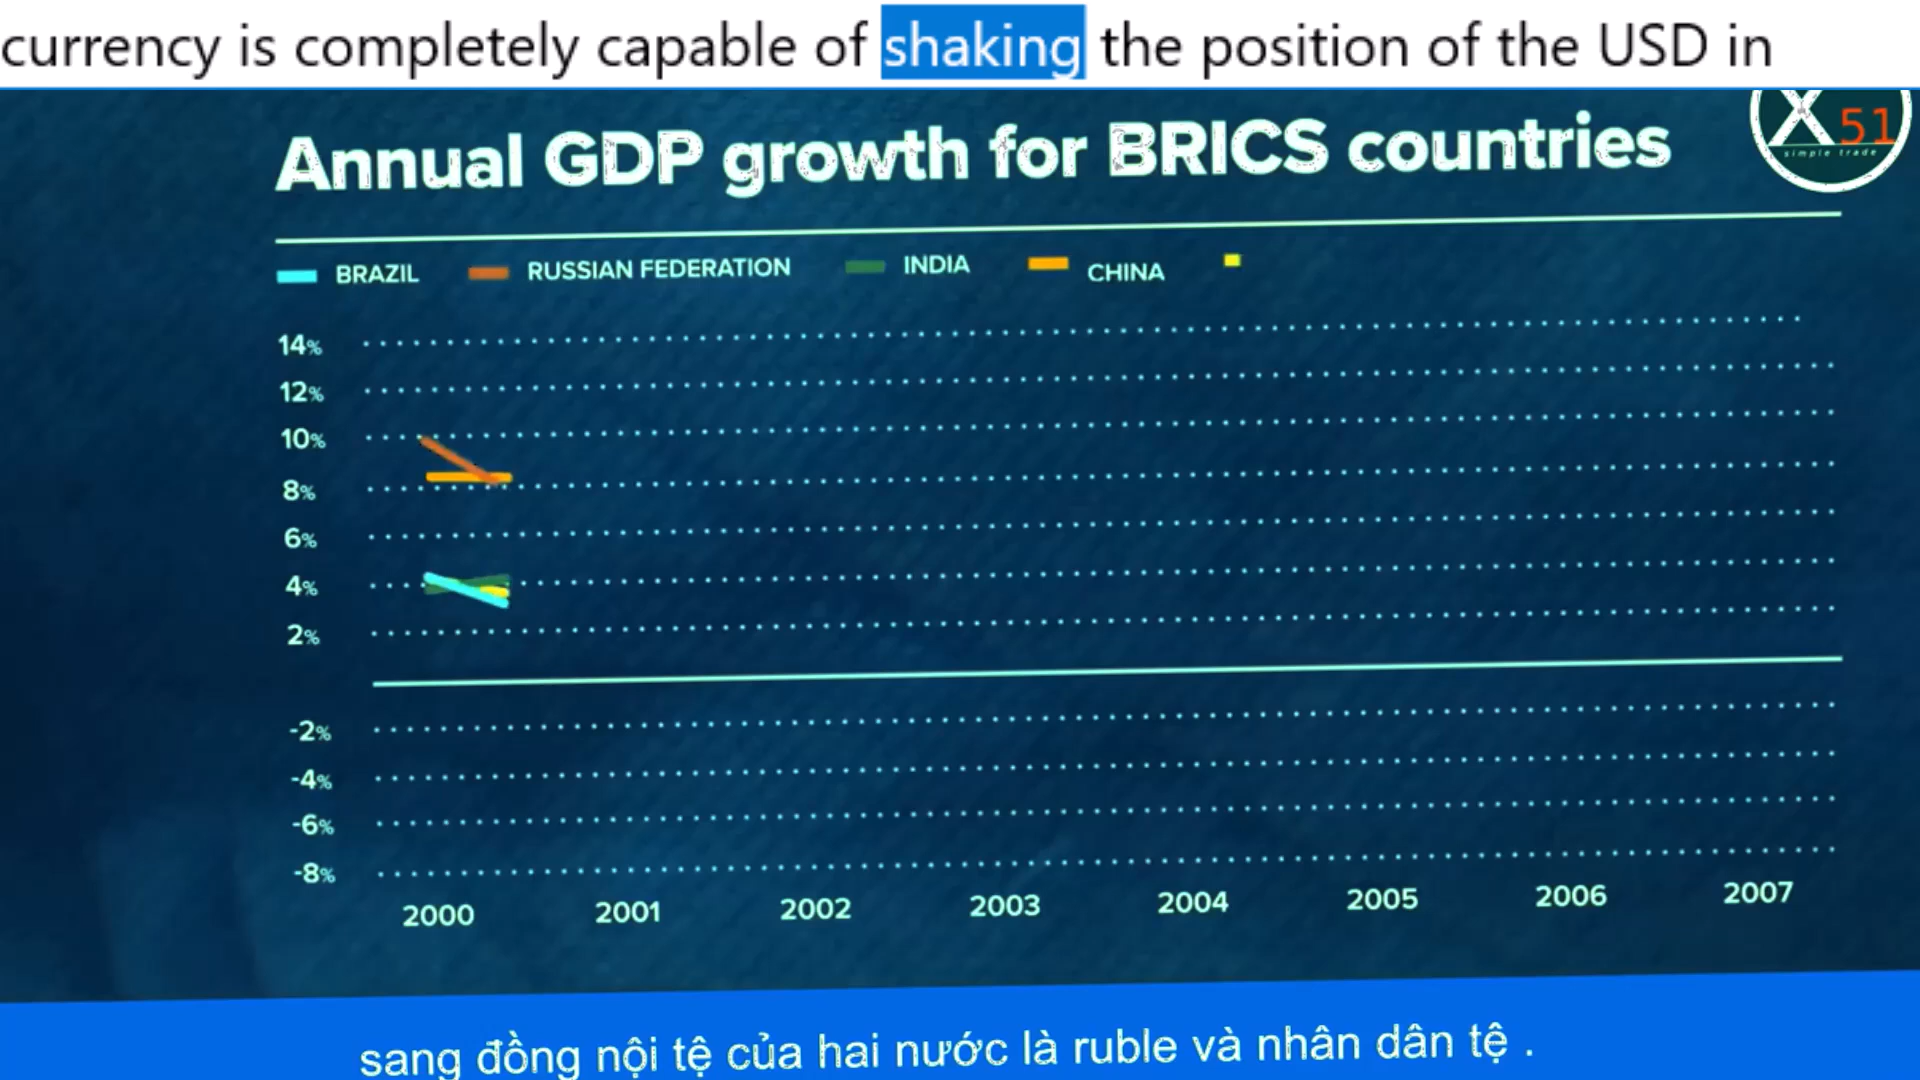 currency is completely capable of shaking the position of the USD in
X51
simple trade
Annual GDP growth for BRICS countries
BRAZIL RUSSIAN FEDERATION INDIA CHINA
14%
12%
10%
8%
6%
4%
2%
-2%
-4%
-6%
-8%
2000 2001 2002 2003 2004 2005 2006 2007
sang đồng nội tệ của hai nước là ruble và nhân dân tệ .